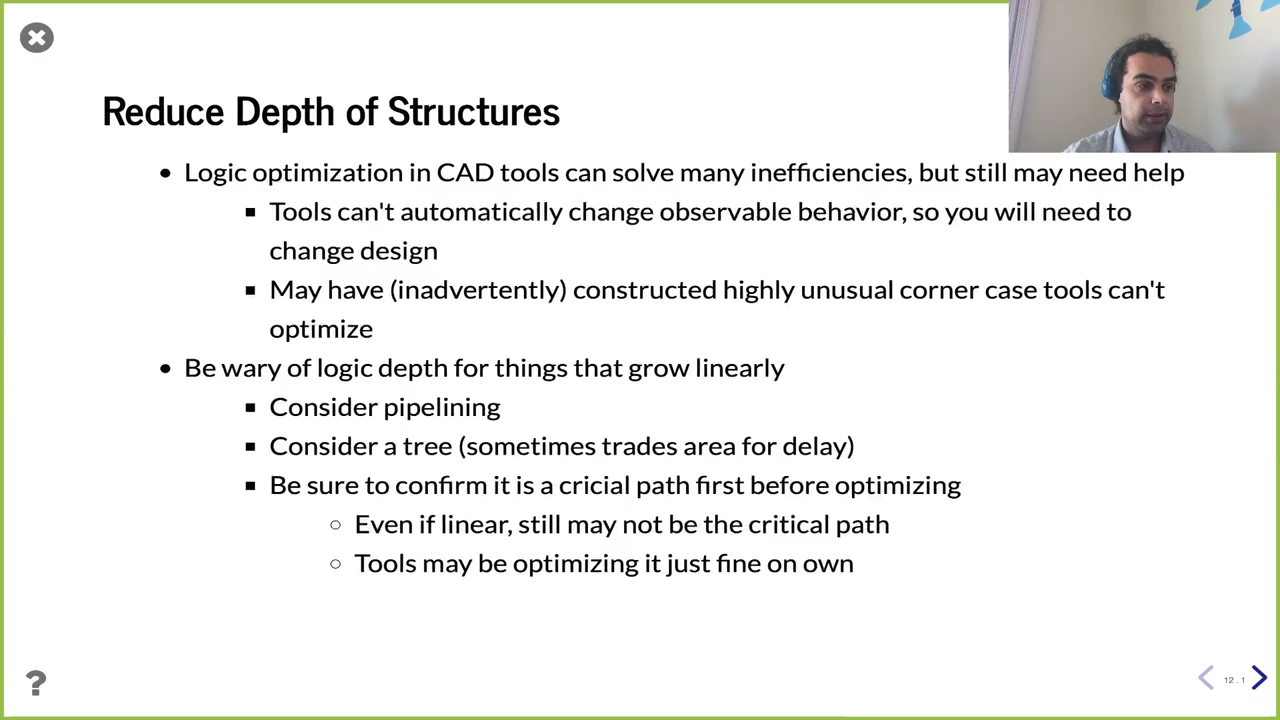 Reduce Depth of Structures
• Logic optimization in CAD tools can solve many inefficiencies, but still may need help
▪ Tools can't automatically change observable behavior, so you will need to
change design
▪ May have (inadvertently) constructed highly unusual corner case tools can't
optimize
• Be wary of logic depth for things that grow linearly
▪ Consider pipelining
▪ Consider a tree (sometimes trades area for delay)
▪ Be sure to confirm it is a cricial path first before optimizing
○ Even if linear, still may not be the critical path
○ Tools may be optimizing it just fine on own
?
12 . 1